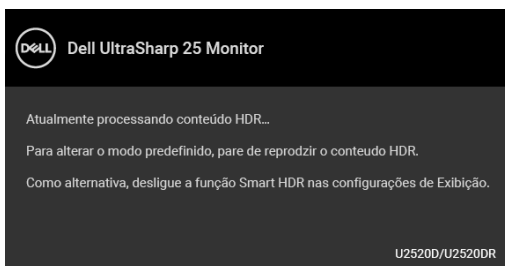 DELL
Dell UltraSharp 25 Monitor
Atualmente processando conteúdo HDR...
Para alterar o modo predefinido, pare de reprodzir o conteudo HDR.
Como alternativa, desligue a função Smart HDR nas configurações de Exibição.
U2520D/U2520DR